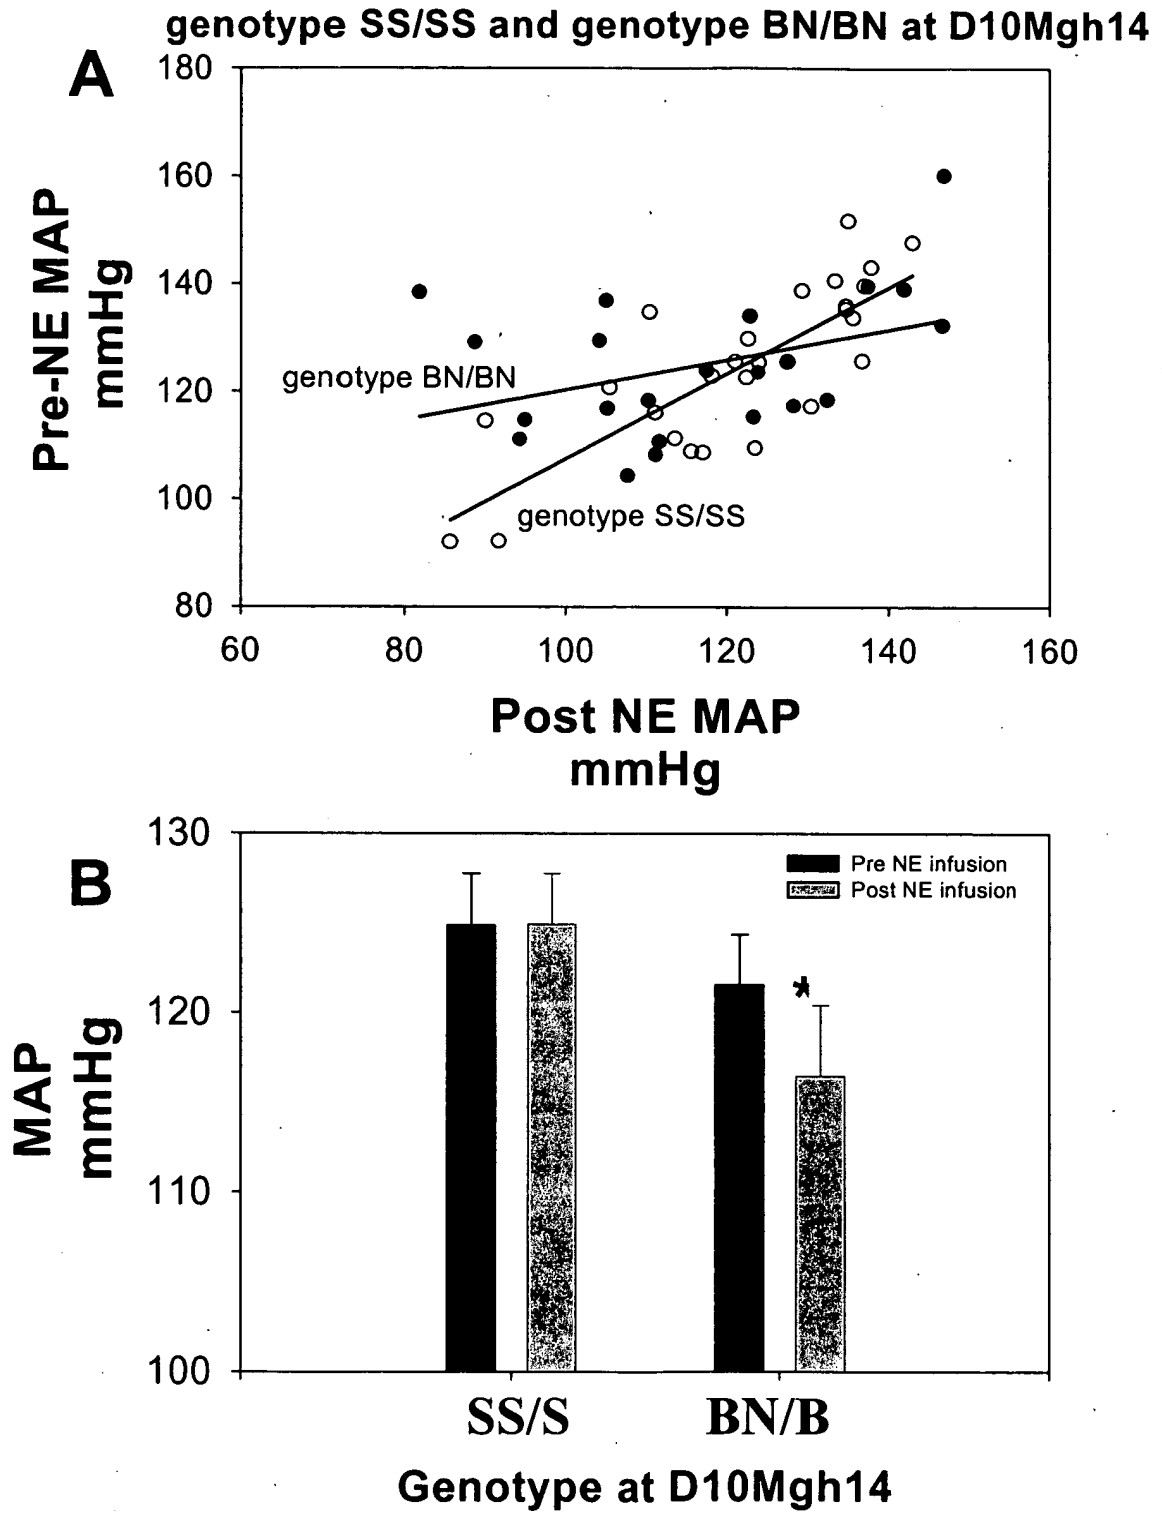 genotype SS/SS and genotype BN/BN at D10Mgh14
A
180
160
140
120
100
80
Pre-NE MAP
mmHg
genotype BN/BN
genotype SS/SS
60 80 100 120 140 160
Post NE MAP
mmHg
B
130
120
110
100
MAP
mmHg
Pre NE infusion
Post NE infusion
*
SS/S BN/B
Genotype at D10Mgh14